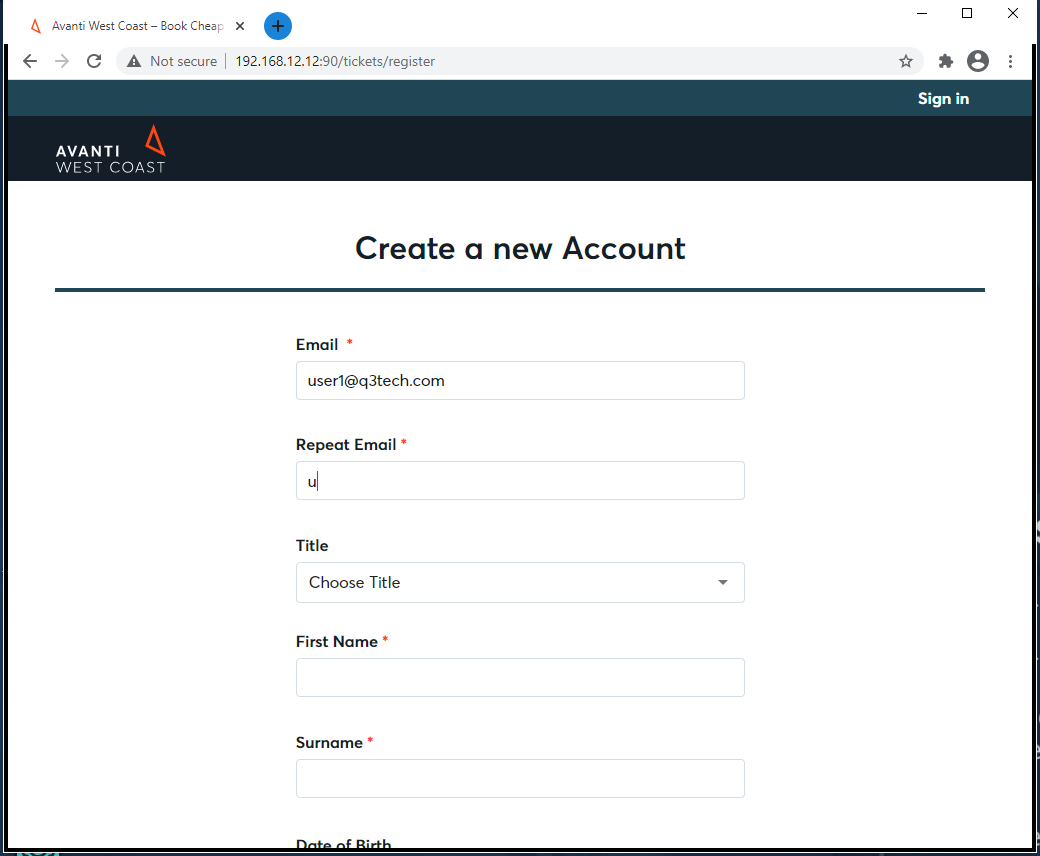 Avanti West Coast – Book Cheap
Not secure 192.168.12.12:90/tickets/register
Sign in
AVANTI
WEST COAST
Create a new Account
Email *
user1@q3tech.com
Repeat Email *
u
Title
Choose Title
First Name *
Surname *
Date of Birth